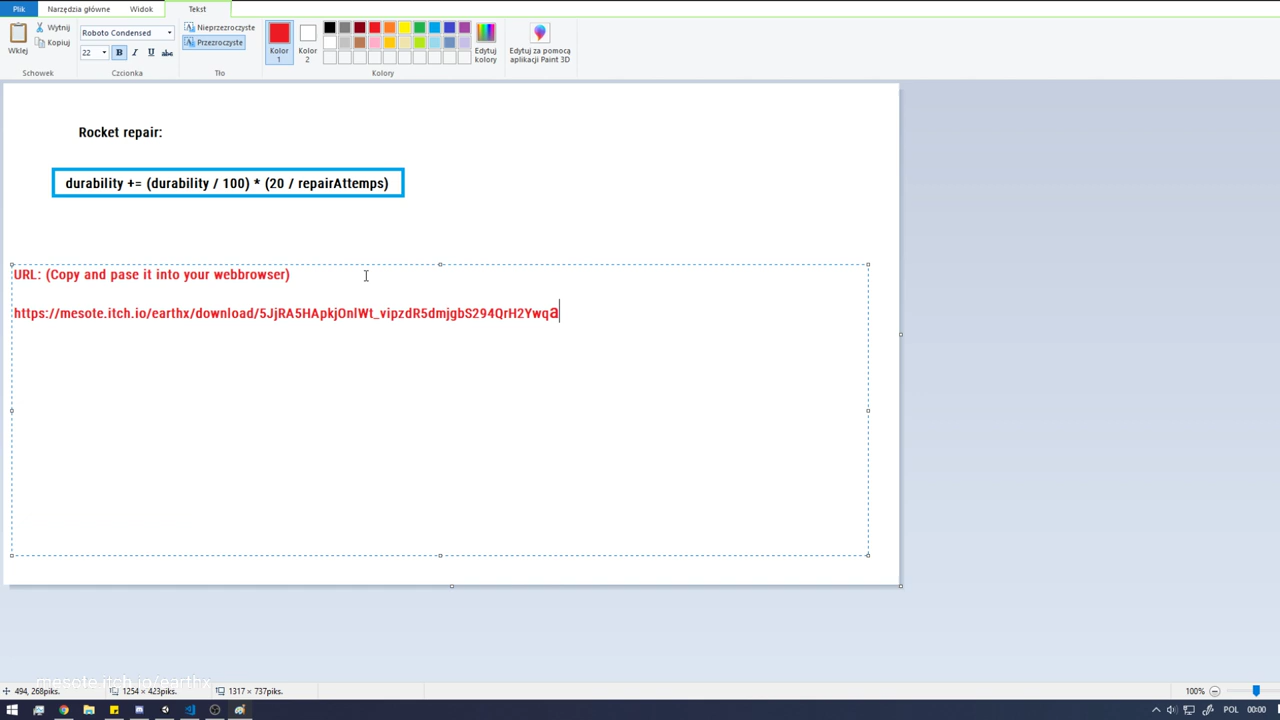 Plik Narzędzia główne Widok Tekst
Wklej
Wytnij
Kopiuj
Schowek
Roboto Condensed
22 B I U abc
Czcionka
Nieprzezroczyste
Przezroczyste
Tło
Kolor 1
Kolor 2
Edytuj kolory
Kolory
Edytuj za pomocą aplikacji Paint 3D
Rocket repair:
durability += (durability / 100) * (20 / repairAttemps)
URL: (Copy and pase it into your webbrowser)
https://mesote.itch.io/earthx/download/5JjRA5HApkjOnlWt_vipzdR5dmjgbS294QrH2Ywqa
mesote.itch.io/earthx
494, 268piks. 1254 × 423piks. 1317 × 737piks. 100%
POL 00:00